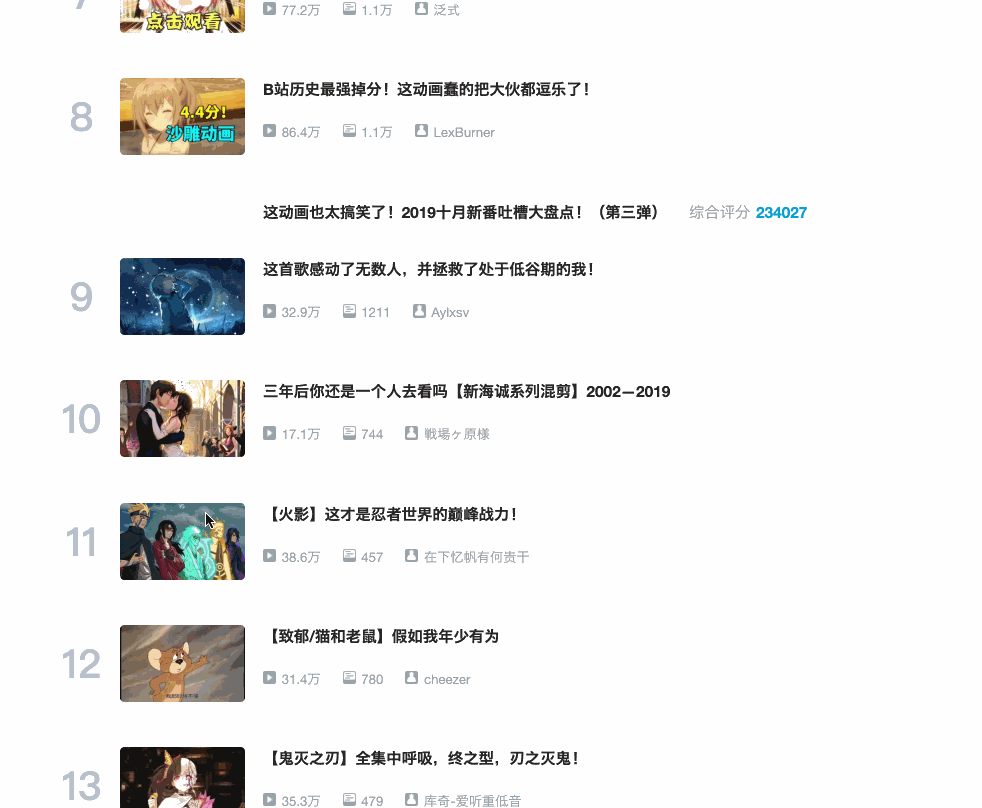 7
点击观看
77.2万 1.1万 泛式
8
4.4分!
沙雕动画
B站历史最强掉分！这动画蠢的把大伙都逗乐了！
86.4万 1.1万 LexBurner
这动画也太搞笑了！2019十月新番吐槽大盘点！（第三弹） 综合评分 234027
9
这首歌感动了无数人，并拯救了处于低谷期的我！
32.9万 1211 Aylxsv
10
三年后你还是一个人去看吗【新海诚系列混剪】2002—2019
17.1万 744 戦場ヶ原樣
11
【火影】这才是忍者世界的巅峰战力！
38.6万 457 在下忆帆有何贵干
12
【致郁/猫和老鼠】假如我年少有为
31.4万 780 cheezer
13
【鬼灭之刃】全集中呼吸，终之型，刃之灭鬼！
35.3万 479 库奇-爱听重低音